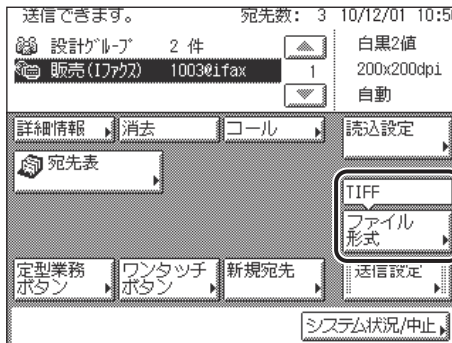 送信できます。 宛先数: 3 10/12/01 10:50
設計グループ 2 件 白黒2値
販売(Iファクス) 1003@ifax 1 200x200dpi
自動
詳細情報 消去 コール 読込設定
宛先表
TIFF
ファイル
形式
定型業務
ボタン
ワンタッチ
ボタン
新規宛先
送信設定
システム状況/中止